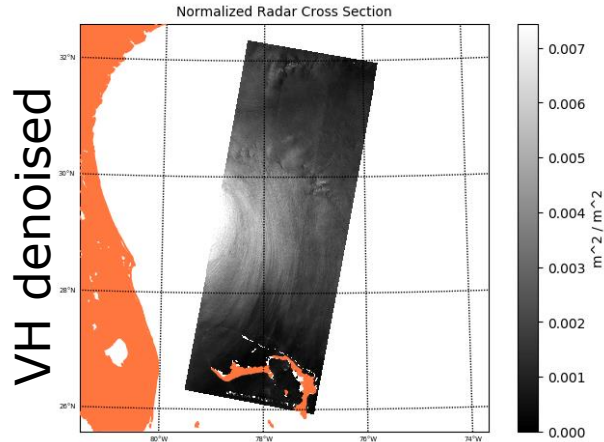 Normalized Radar Cross Section
VH denoised
32°N
30°N
28°N
26°N
80°W
78°W
76°W
74°W
0.007
0.006
0.005
0.004
0.003
0.002
0.001
0.000
m^2 / m^2